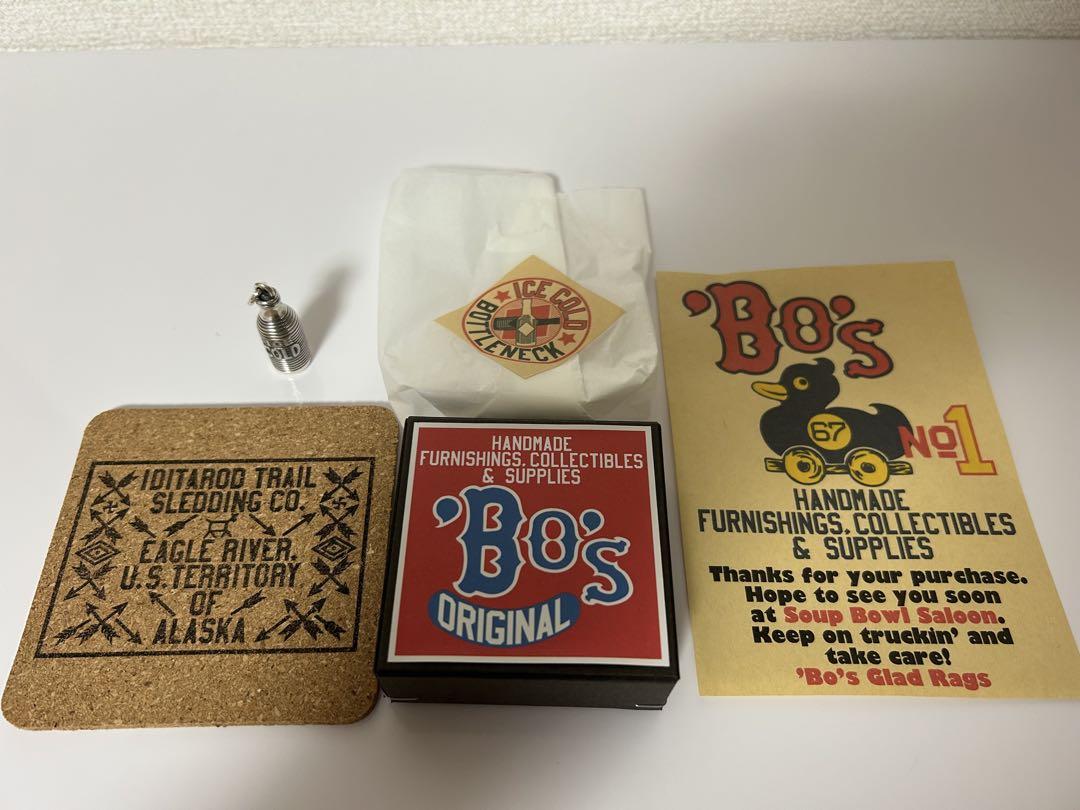 COLD
ICE COLD
BOTTLENECK
IDITAROD TRAIL
SLEDDING CO.
EAGLE RIVER,
U.S. TERRITORY
OF
ALASKA
HANDMADE
FURNISHINGS, COLLECTIBLES
& SUPPLIES
'Bo's
ORIGINAL
'Bo's
67
No1
HANDMADE
FURNISHINGS, COLLECTIBLES
& SUPPLIES
Thanks for your purchase.
Hope to see you soon
at Soup Bowl Saloon.
Keep on truckin' and
take care!
'Bo's Glad Rags